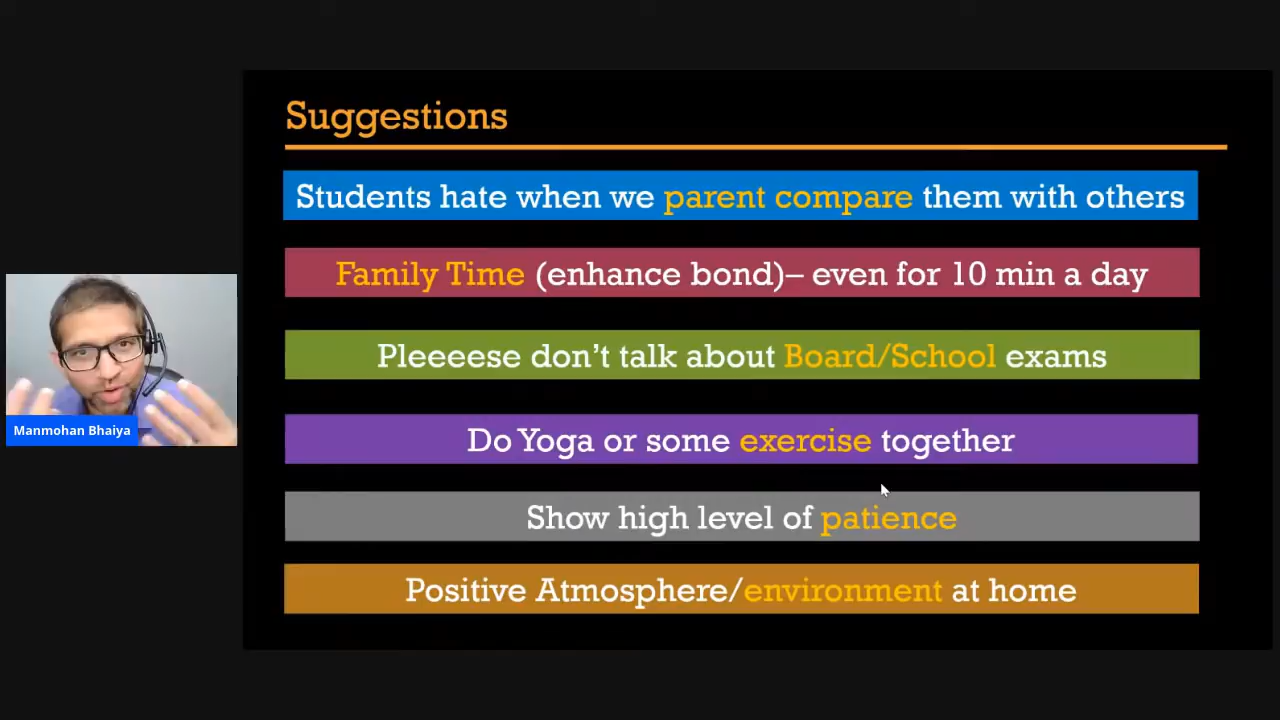 Suggestions
Students hate when we parent compare them with others
Family Time (enhance bond)– even for 10 min a day
Pleeeese don’t talk about Board/School exams
Do Yoga or some exercise together
Show high level of patience
Positive Atmosphere/environment at home
Manmohan Bhaiya